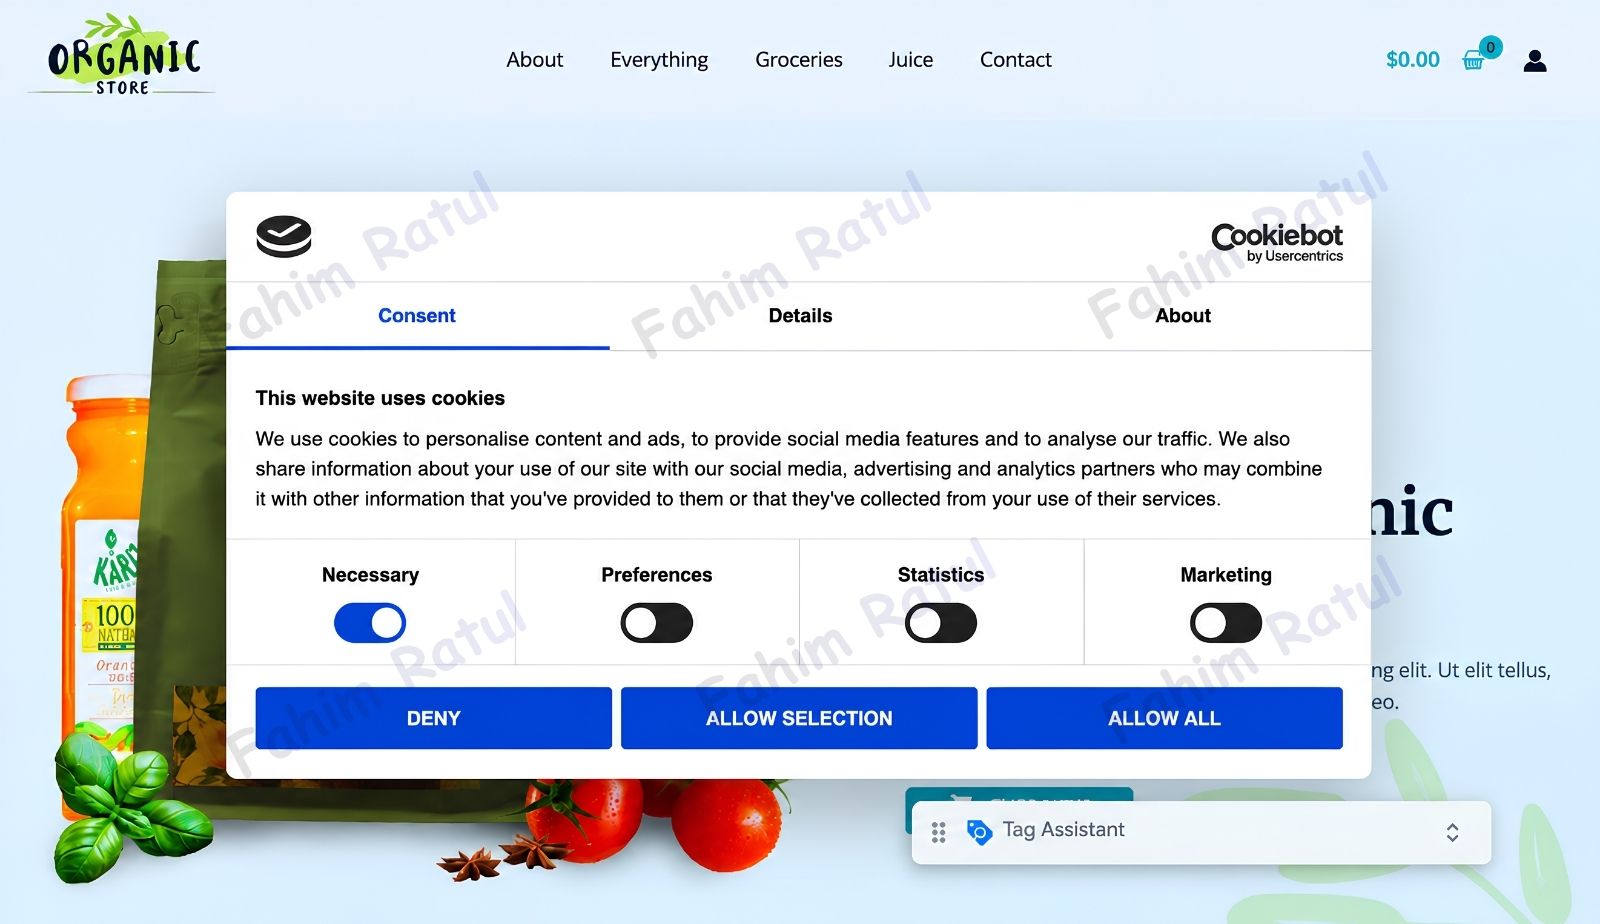 ORGANIC
STORE
About
Everything
Groceries
Juice
Contact
$0.00
0
Cookiebot
by Usercentrics
Consent
Details
About
This website uses cookies
We use cookies to personalise content and ads, to provide social media features and to analyse our traffic. We also
share information about your use of our site with our social media, advertising and analytics partners who may combine
it with other information that you've provided to them or that they've collected from your use of their services.
nic
Necessary
Preferences
Statistics
Marketing
100
ng elit. Ut elit tellus,
eo.
DENY
ALLOW SELECTION
ALLOW ALL
Tag Assistant
Fahim Ratul
Fahim Ratul
Fahim Ratul
Fahim Ratul
Fahim Ratul
Fahim Ratul